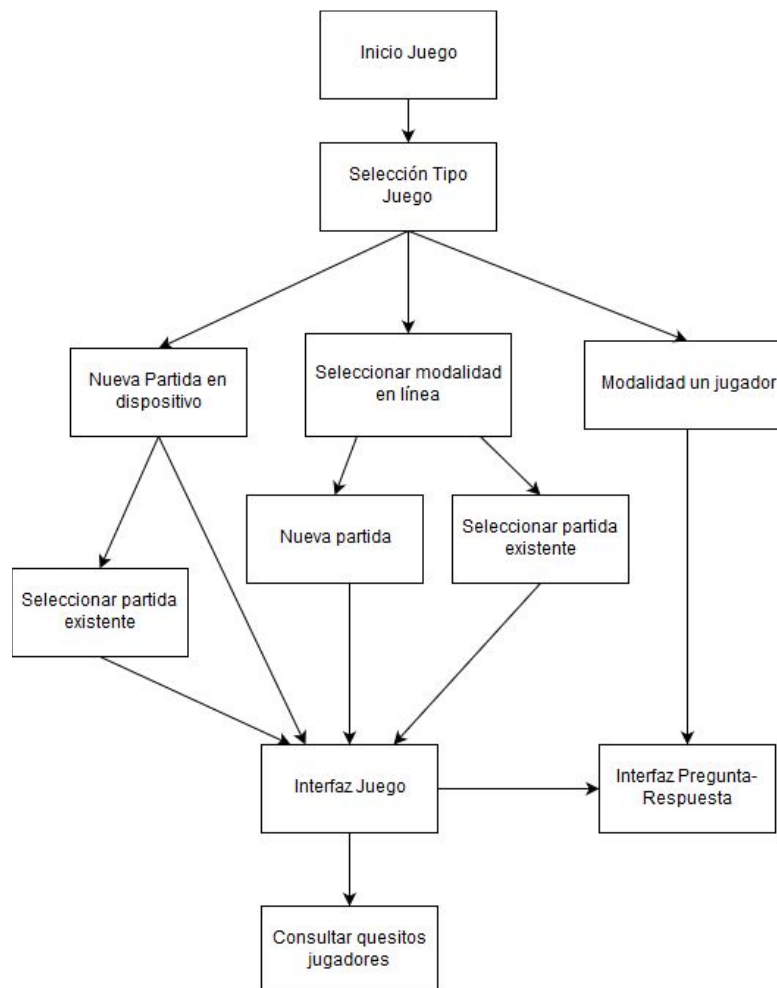 Inicio Juego
Selección Tipo
Juego
Nueva Partida en
dispositivo
Seleccionar modalidad
en línea
Modalidad un jugador
Nueva partida
Seleccionar partida
existente
Seleccionar partida
existente
Interfaz Juego
Interfaz Pregunta-
Respuesta
Consultar quesitos
jugadores